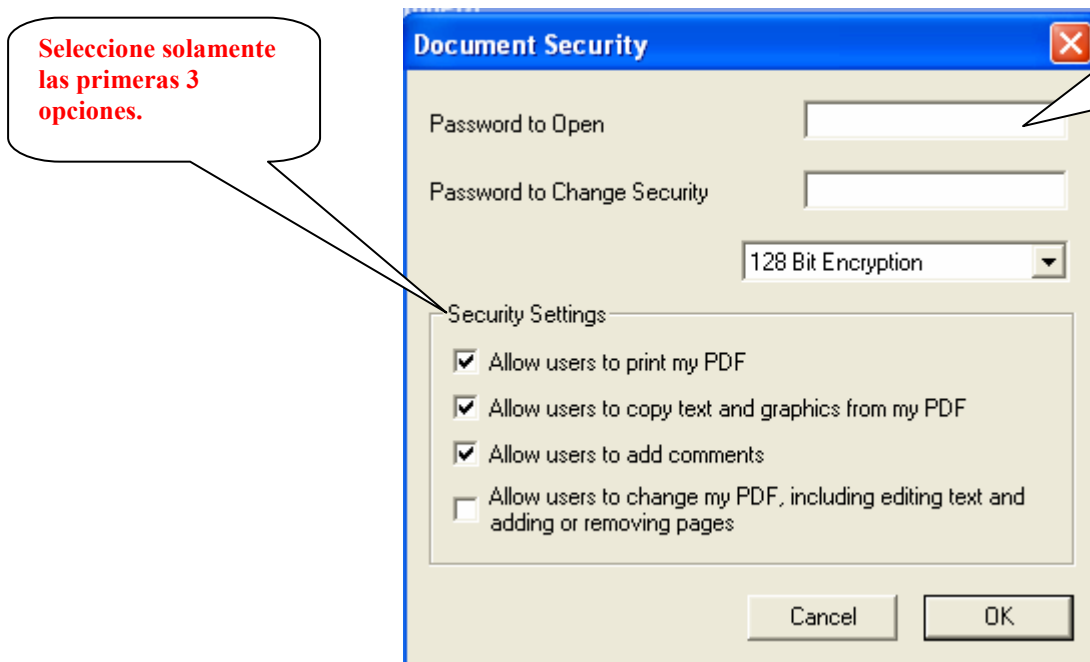 Seleccione solamente
las primeras 3
opciones.
Document Security
Password to Open
Password to Change Security
128 Bit Encryption
Security Settings
Allow users to print my PDF
Allow users to copy text and graphics from my PDF
Allow users to add comments
Allow users to change my PDF, including editing text and
adding or removing pages
Cancel
OK